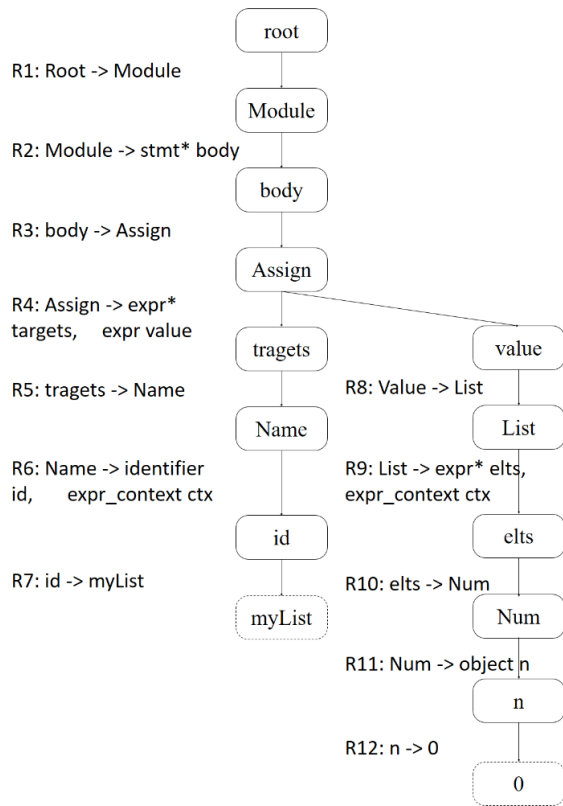 root
R1: Root -> Module
Module
R2: Module -> stmt* body
body
R3: body -> Assign
Assign
R4: Assign -> expr*
targets, expr value
tragets
value
R5: tragets -> Name
R8: Value -> List
Name
List
R6: Name -> identifier
id, expr_context ctx
R9: List -> expr* elts,
expr_context ctx
id
elts
R7: id -> myList
R10: elts -> Num
myList
Num
R11: Num -> object n
n
R12: n -> 0
0